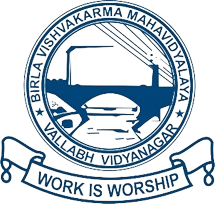 BIRLA VISHVAKARMA MAHAVIDYALAYA
VALLABH VIDYANAGAR
WORK IS WORSHIP